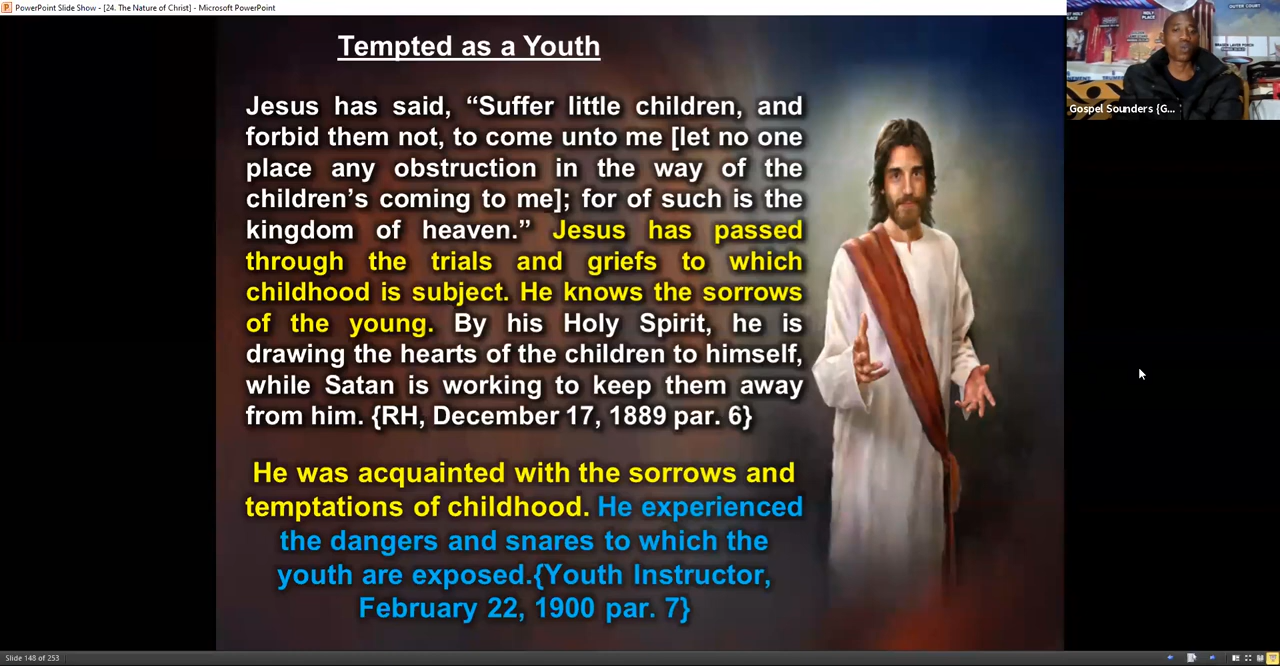 PowerPoint Slide Show - [24. The Nature of Christ] - Microsoft PowerPoint
Tempted as a Youth
Jesus has said, “Suffer little children, and
forbid them not, to come unto me [let no one
place any obstruction in the way of the
children’s coming to me]; for of such is the
kingdom of heaven.” Jesus has passed
through the trials and griefs to which
childhood is subject. He knows the sorrows
of the young. By his Holy Spirit, he is
drawing the hearts of the children to himself,
while Satan is working to keep them away
from him. {RH, December 17, 1889 par. 6}
He was acquainted with the sorrows and
temptations of childhood. He experienced
the dangers and snares to which the
youth are exposed.{Youth Instructor,
February 22, 1900 par. 7}
OUTER COURT
HOLY
PLACE
PLACE
Gospel Sounders {G...
Slide 148 of 253